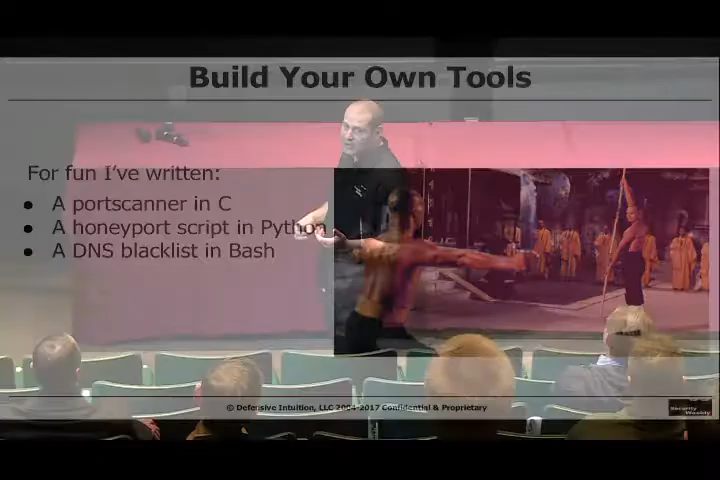 Build Your Own Tools
For fun I've written:
● A portscanner in C
● A honeyport script in Python
● A DNS blacklist in Bash
© Defensive Intuition, LLC 2004-2017 Confidential & Proprietary
Security
Weekly